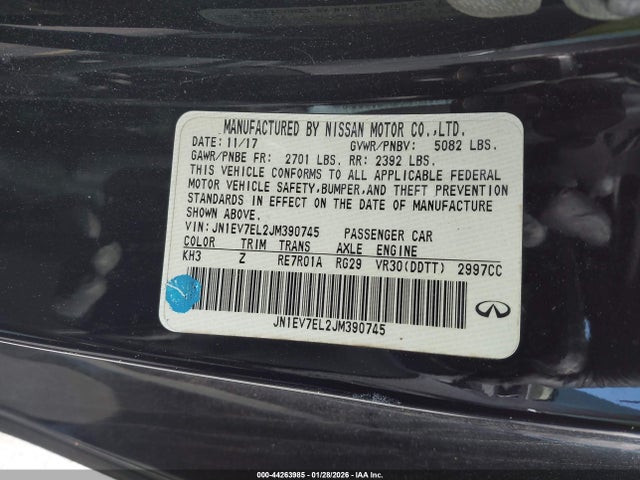 MANUFACTURED BY NISSAN MOTOR CO.,LTD.
DATE: 11/17 GVWR/PNBV: 5082 LBS.
GAWR/PNBE FR: 2701 LBS. RR: 2392 LBS.
THIS VEHICLE CONFORMS TO ALL APPLICABLE FEDERAL
MOTOR VEHICLE SAFETY,BUMPER,AND THEFT PREVENTION
STANDARDS IN EFFECT ON THE DATE OF MANUFACTURE
SHOWN ABOVE.
VIN: JN1EV7EL2JM390745 PASSENGER CAR
COLOR TRIM TRANS AXLE ENGINE
KH3 Z RE7R01A RG29 VR30(DDTT) 2997CC
JN1EV7EL2JM390745
000-44263985 | 01/28/2026 - © IAA Inc.